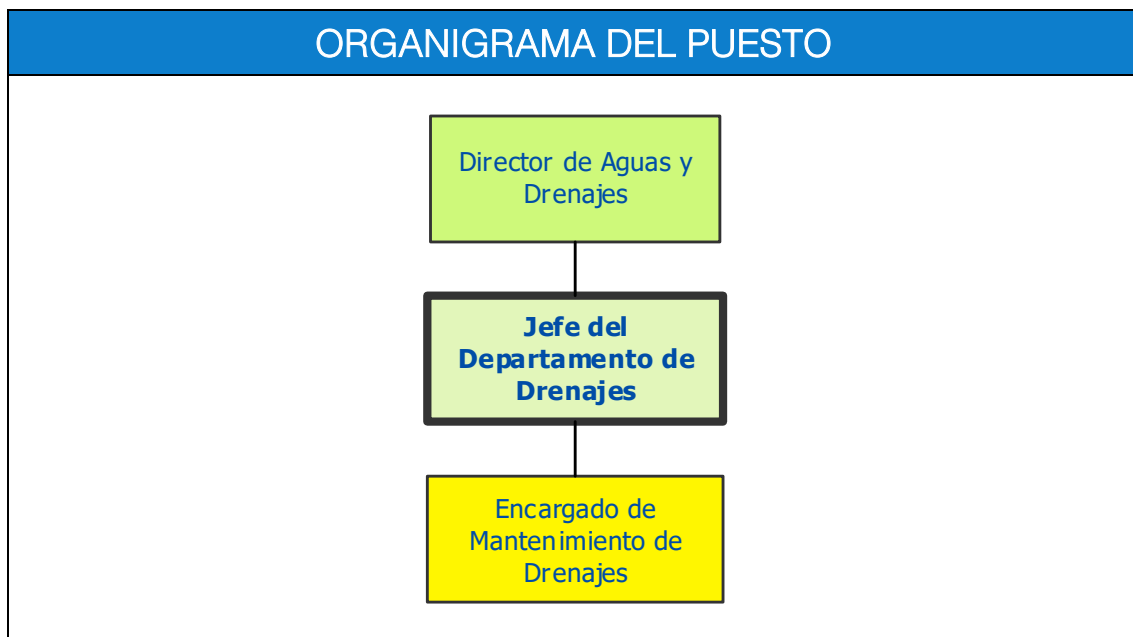 ORGANIGRAMA DEL PUESTO
Director de Aguas y
Drenajes
Jefe del
Departamento de
Drenajes
Encargado de
Mantenimiento de
Drenajes